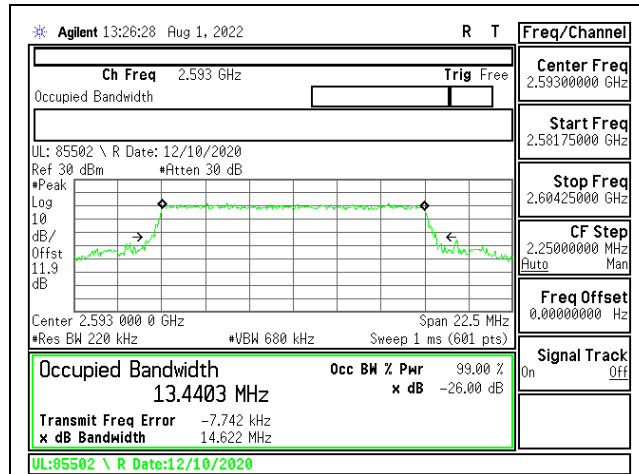 Agilent 13:26:28 Aug 1, 2022 R T
Ch Freq 2.593 GHz Trig Free
Occupied Bandwidth
UL: 85502 \ R Date: 12/10/2020
Ref 30 dBm #Atten 30 dB
#Peak
Log
10
dB/
Offst
11.9
dB
Center 2.593 000 0 GHz Span 22.5 MHz
#Res BW 220 kHz #VBW 680 kHz Sweep 1 ms (601 pts)
Occupied Bandwidth Occ BW % Pwr 99.00 %
13.4403 MHz x dB -26.00 dB
Transmit Freq Error -7.742 kHz
x dB Bandwidth 14.622 MHz
UL:85502 \ R Date:12/10/2020
Freq/Channel
Center Freq
2.59300000 GHz
Start Freq
2.58175000 GHz
Stop Freq
2.60425000 GHz
CF Step
2.25000000 MHz
Auto Man
Freq Offset
0.00000000 Hz
Signal Track
On Off